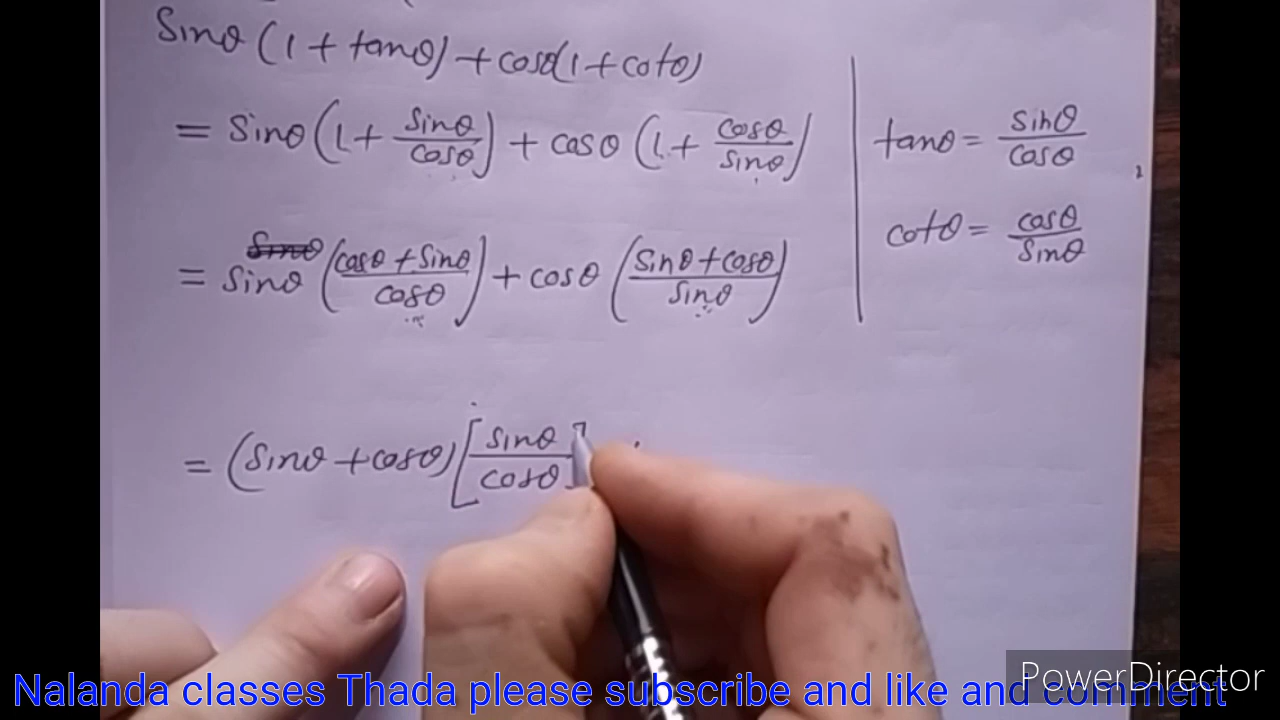 Sinθ (1 + tanθ) + cosθ(1 + cotθ)
= Sinθ (1 + Sinθ/cosθ) + cosθ (1 + cosθ/Sinθ)
= Sinθ (cosθ + Sinθ/cosθ) + cosθ (Sinθ + cosθ/Sinθ)
= (Sinθ + cosθ) [Sinθ/cosθ]
tanθ = Sinθ/cosθ
cotθ = cosθ/Sinθ
PowerDirector
Nalanda classes Thada please subscribe and like and comment